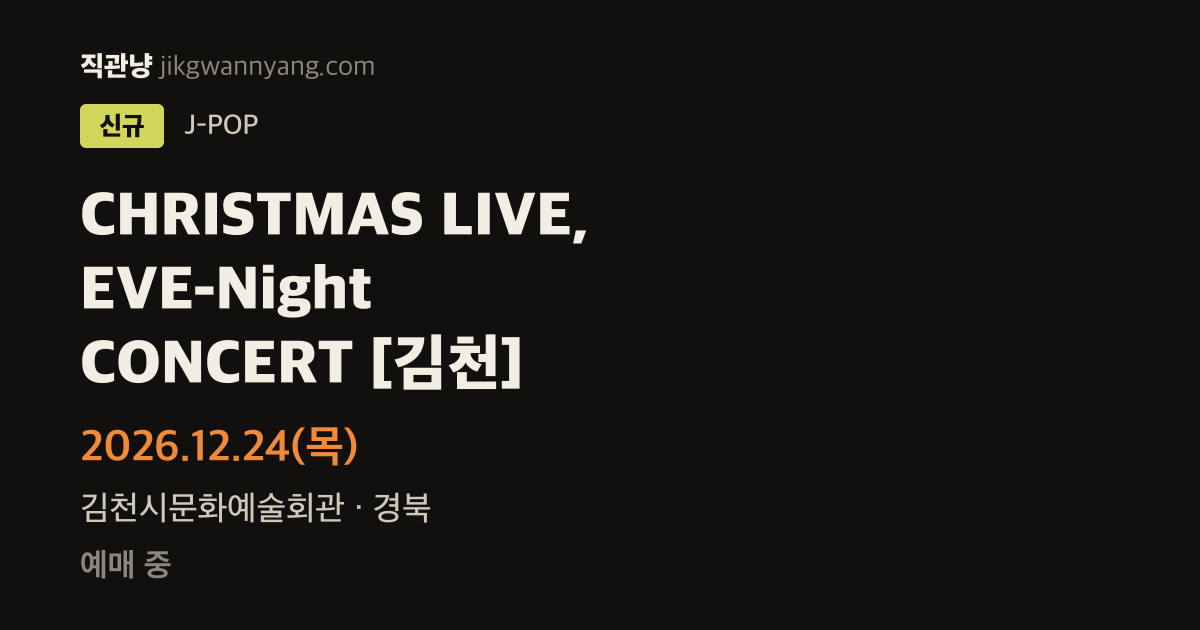 직관냥 jikgwannyang.com
신규 J-POP
CHRISTMAS LIVE,
EVE-Night
CONCERT [김천]
2026.12.24(목)
김천시문화예술회관 · 경북
예매 중